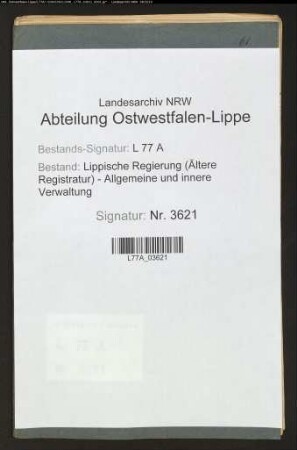 Landesarchiv NRW
Abteilung Ostwestfalen-Lippe
Bestands-Signatur: L 77 A
Bestand: Lippische Regierung (Ältere
Registratur) - Allgemeine und innere
Verwaltung
Signatur: Nr. 3621
L77A_03621